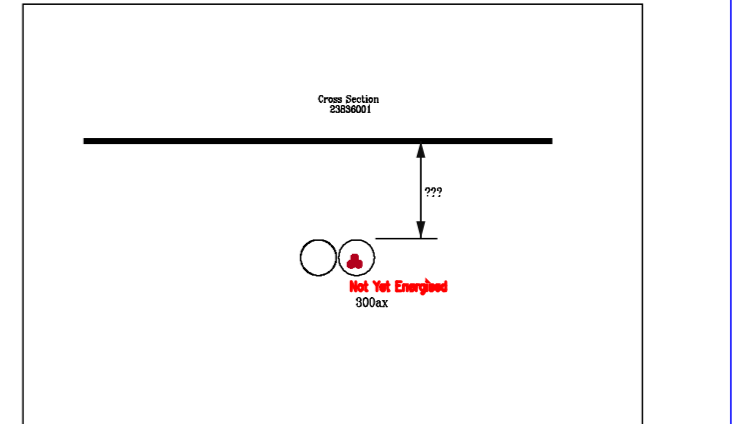 Cross Section
23836001
???
Not Yet Energised
300ax